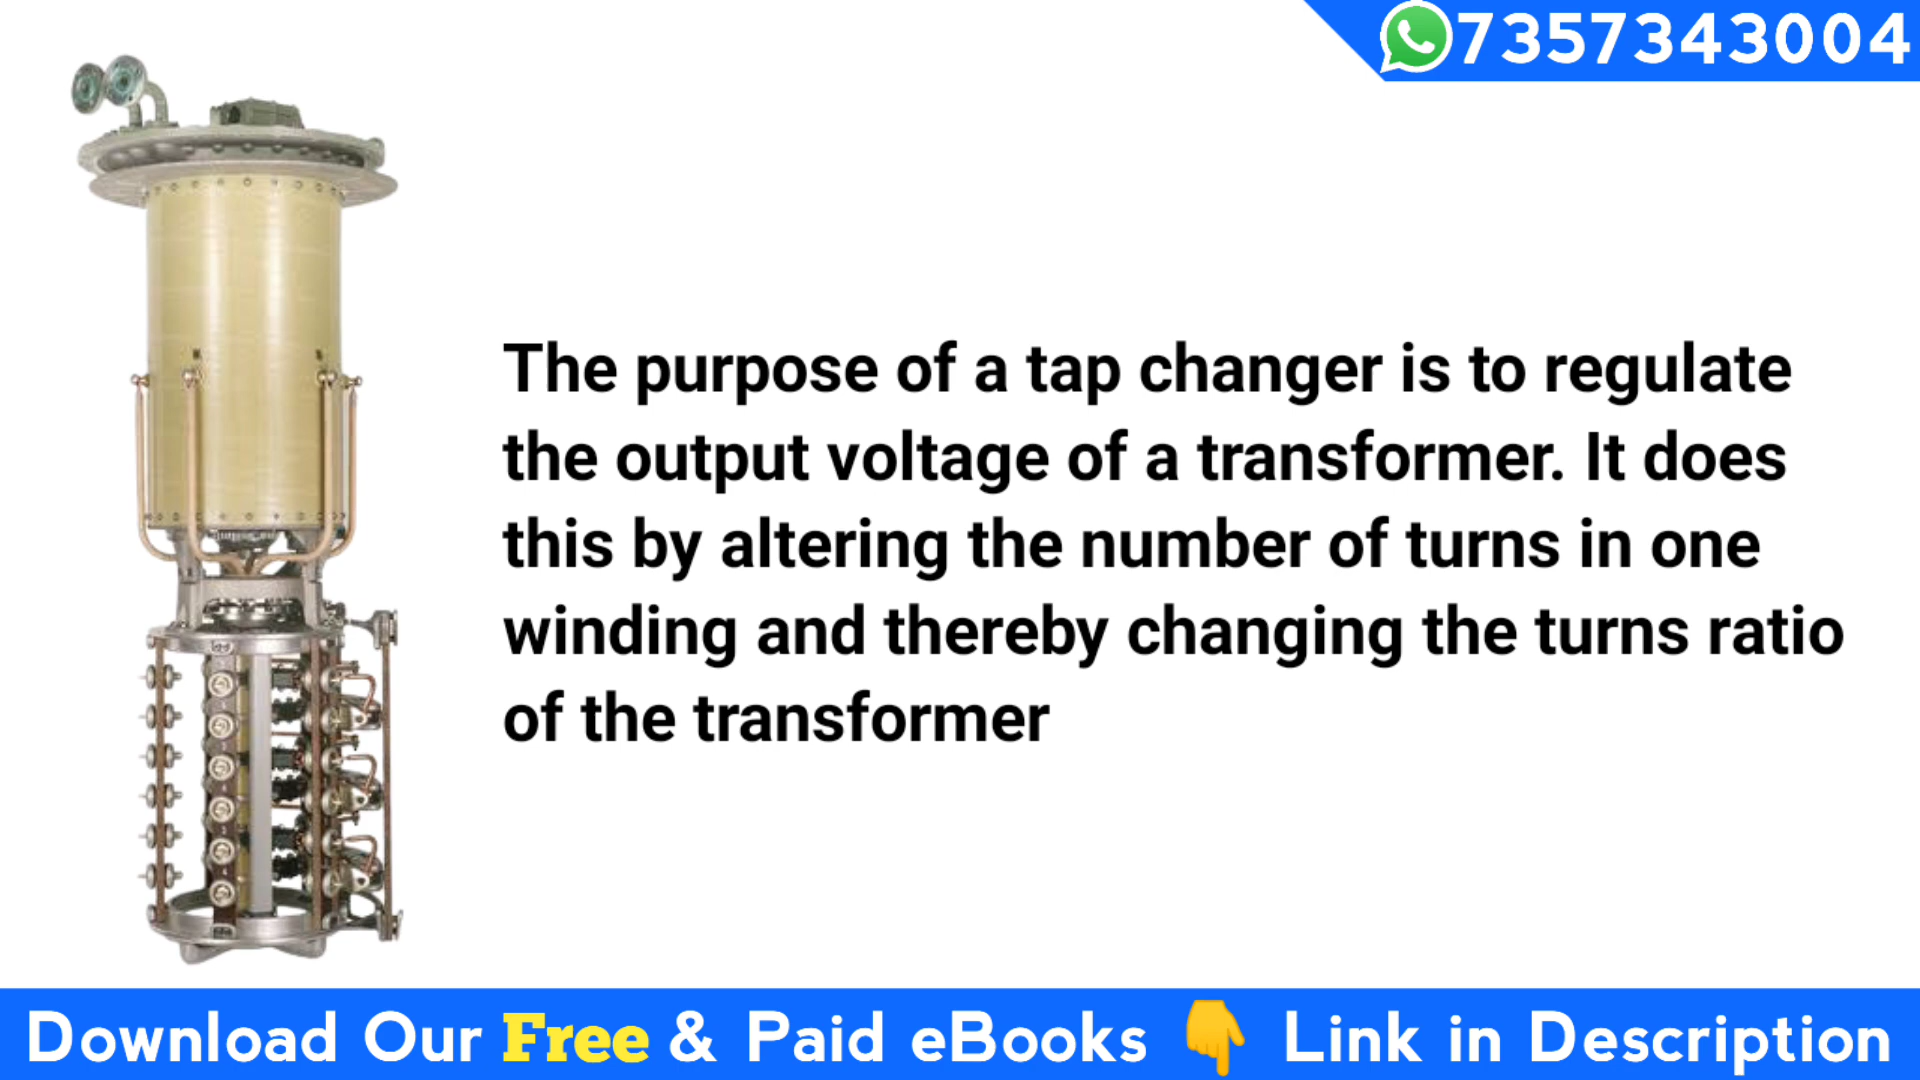 7357343004
The purpose of a tap changer is to regulate
the output voltage of a transformer. It does
this by altering the number of turns in one
winding and thereby changing the turns ratio
of the transformer
Download Our Free & Paid eBooks 👇 Link in Description